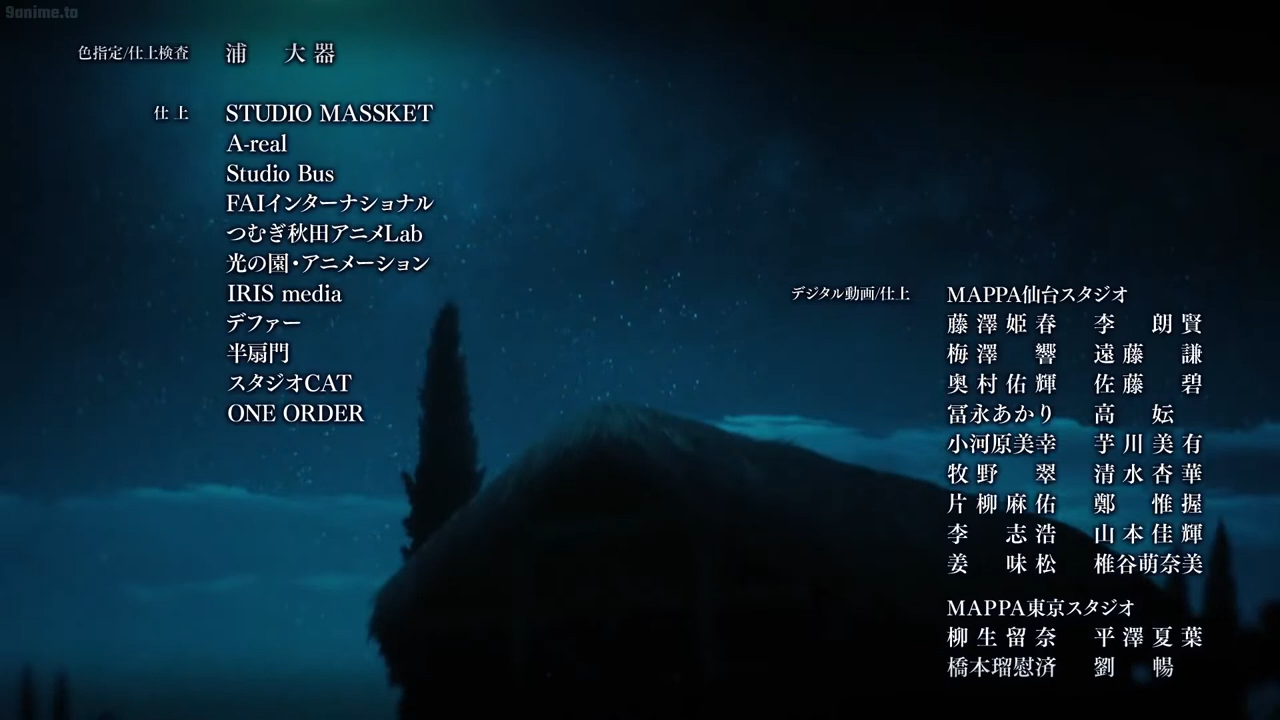 9anime.to
色指定/仕上検査 浦 大器
仕上 STUDIO MASSKET
A-real
Studio Bus
FAIインターナショナル
つむぎ秋田アニメLab
光の園・アニメーション
IRIS media
デファー
半扇門
スタジオCAT
ONE ORDER
デジタル動画/仕上 MAPPA仙台スタジオ
藤澤姫春 李 朗賢
梅澤 響 遠藤 謙
奥村佑輝 佐藤 碧
冨永あかり 高 妘
小河原美幸 芋川美有
牧野 翠 清水杏華
片柳麻佑 鄭 惟握
李 志浩 山本佳輝
姜 味松 椎谷萌奈美
MAPPA東京スタジオ
柳生留奈 平澤夏葉
橋本瑠慰済 劉 暢